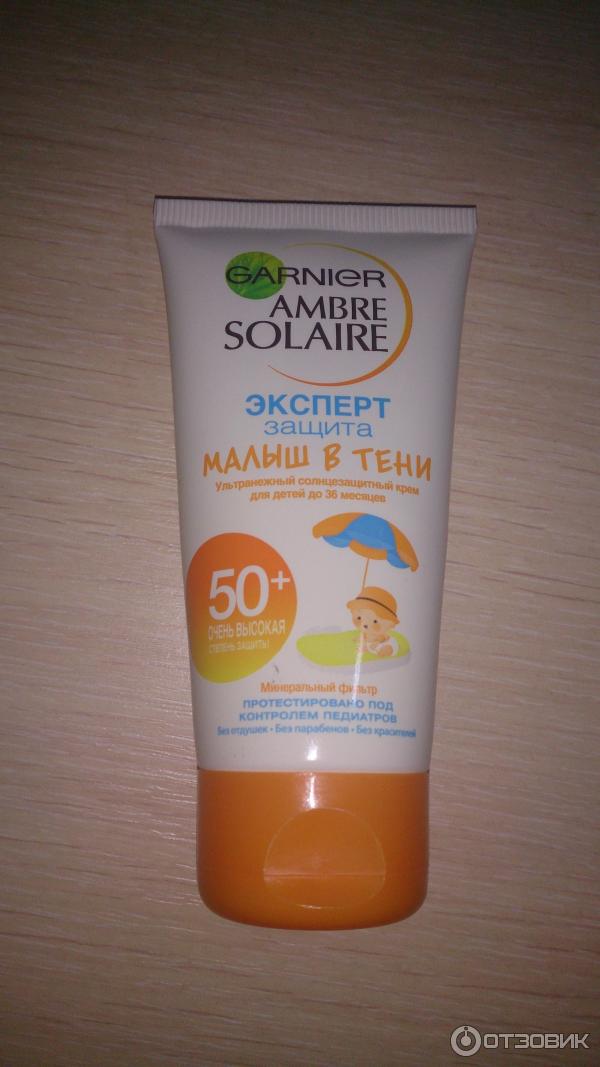 GARNIER
AMBRE
SOLAIRE
ЭКСПЕРТ
защита
МАЛЫШ В ТЕНИ
Ультранежный солнцезащитный крем
для детей до 36 месяцев
50+
ОЧЕНЬ ВЫСОКАЯ
СТЕПЕНЬ ЗАЩИТЫ
Минеральный фильтр
ПРОТЕСТИРОВАНО ПОД
КОНТРОЛЕМ ПЕДИАТРОВ
Без отдушек • Без парабенов • Без красителей
ОТЗОВИК